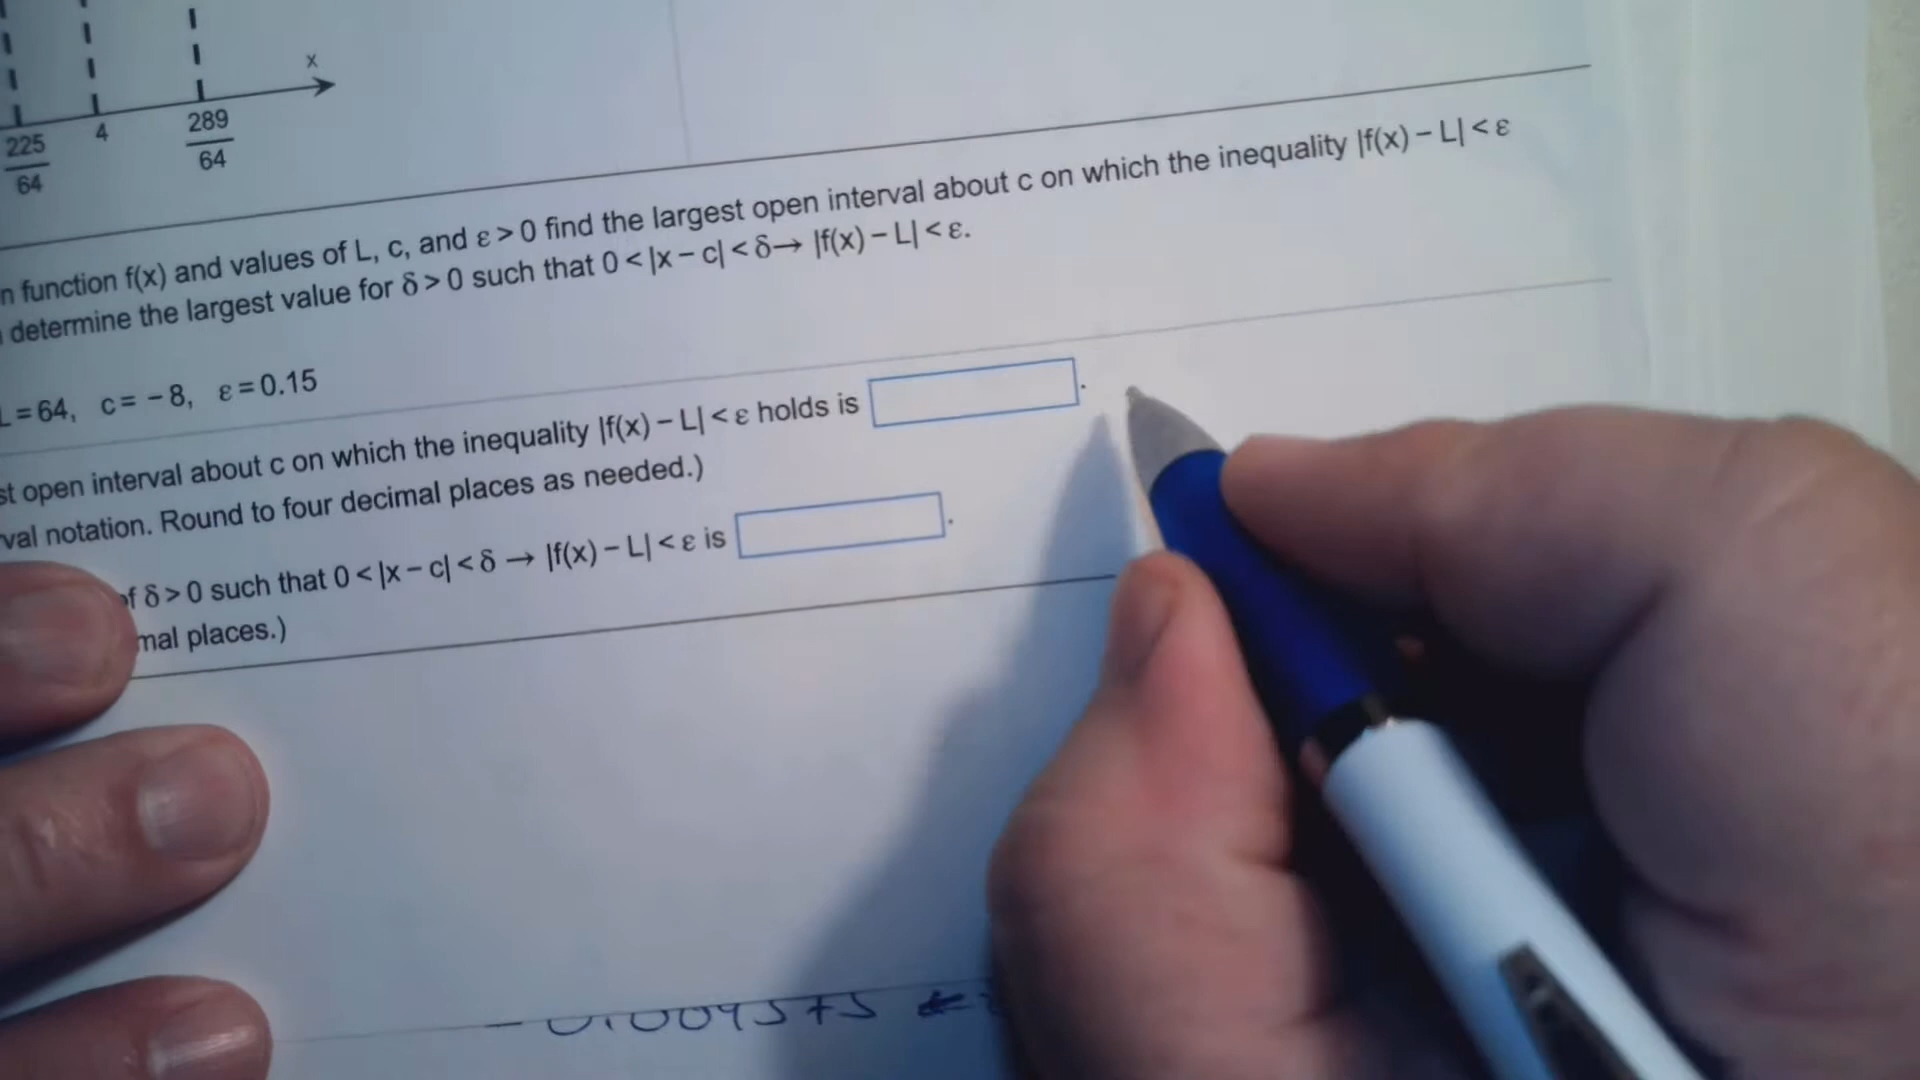 x
225/64 4 289/64
n function f(x) and values of L, c, and ε > 0 find the largest open interval about c on which the inequality |f(x) − L| < ε
determine the largest value for δ > 0 such that 0 < |x − c| < δ → |f(x) − L| < ε.
L = 64, c = − 8, ε = 0.15
st open interval about c on which the inequality |f(x) − L| < ε holds is .
val notation. Round to four decimal places as needed.)
of δ > 0 such that 0 < |x − c| < δ → |f(x) − L| < ε is .
mal places.)